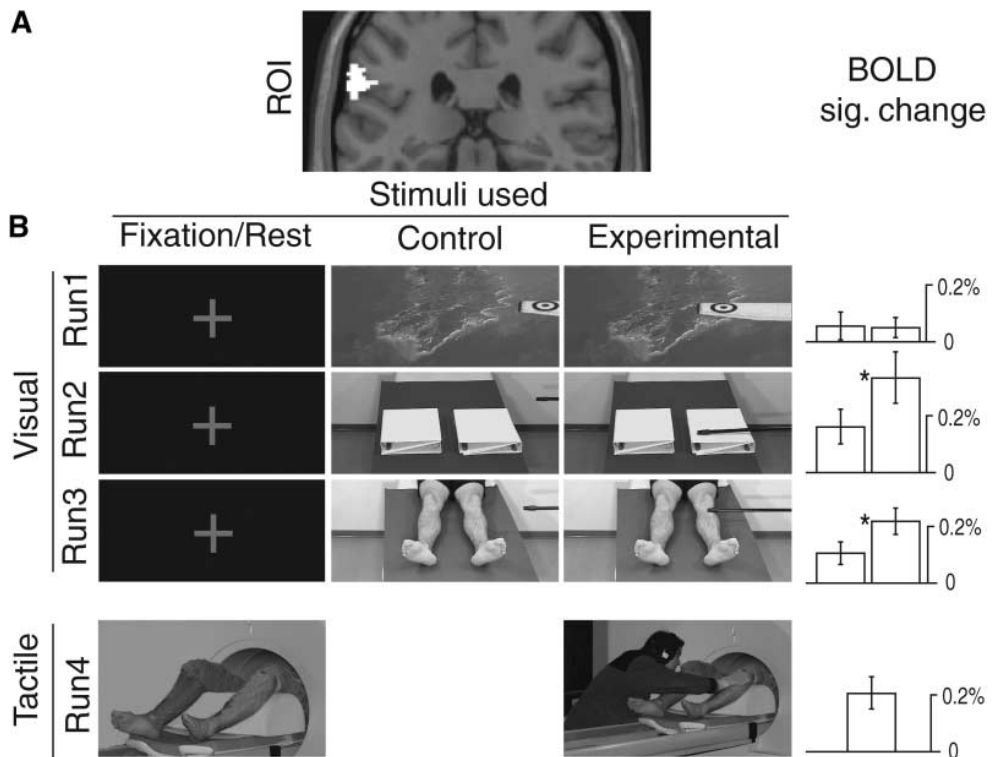 A
ROI
BOLD
sig. change
Stimuli used
B
Fixation/Rest
Control
Experimental
Visual
Run1
0.2%
0
Run2
*
0.2%
0
Run3
*
0.2%
0
Tactile
Run4
0.2%
0